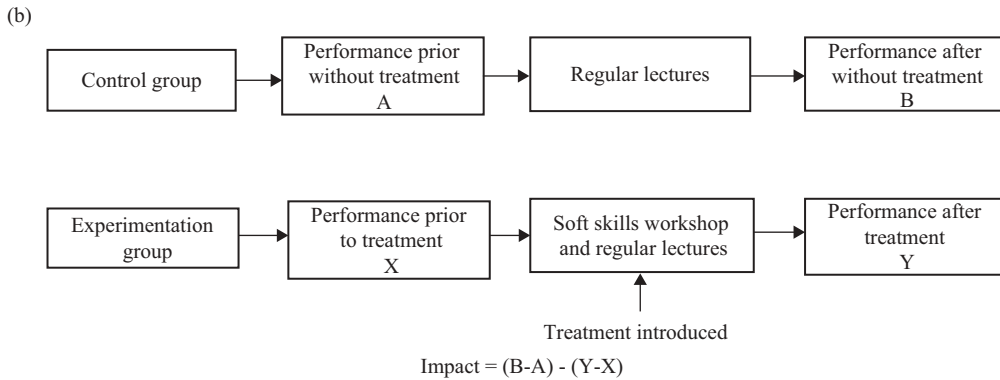 (b)
Control group
Performance prior
without treatment
A
Regular lectures
Performance after
without treatment
B
Experimentation
group
Performance prior
to treatment
X
Soft skills workshop
and regular lectures
Performance after
treatment
Y
Treatment introduced
Impact = (B-A) - (Y-X)